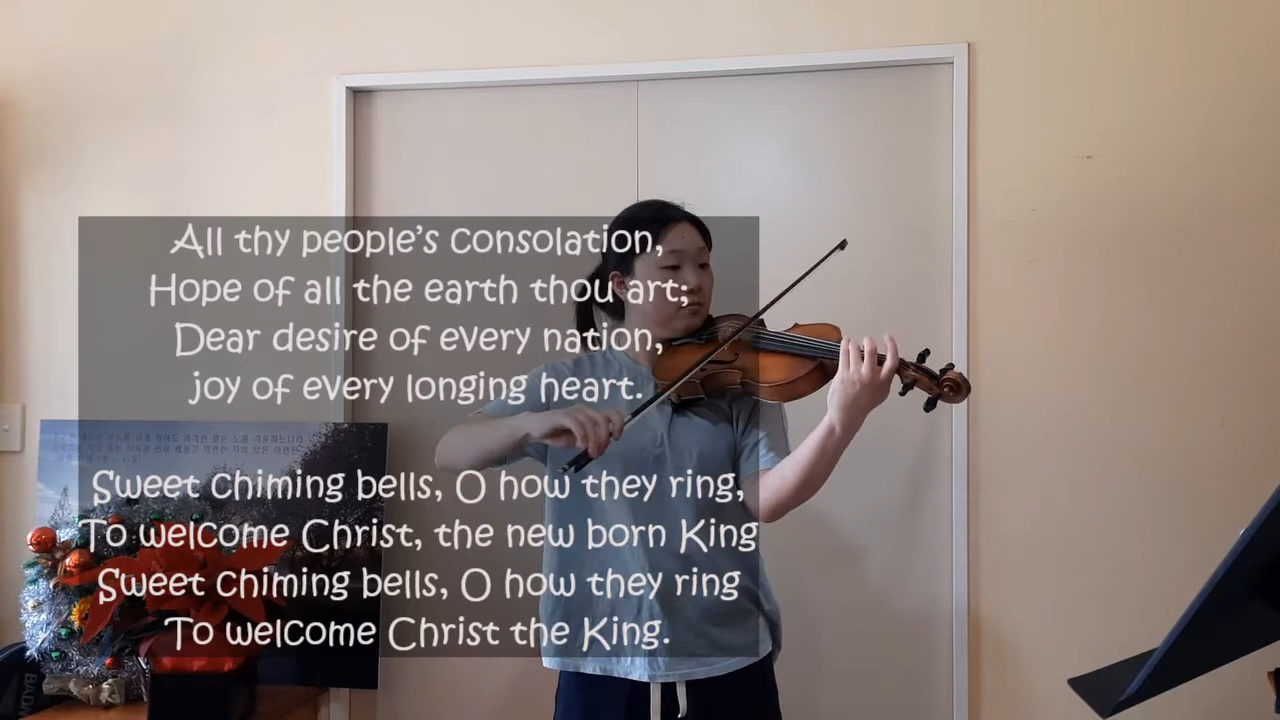 All thy people's consolation,
Hope of all the earth thou art;
Dear desire of every nation,
joy of every longing heart.
Sweet chiming bells, O how they ring,
To welcome Christ, the new born King
Sweet chiming bells, O how they ring
To welcome Christ the King.